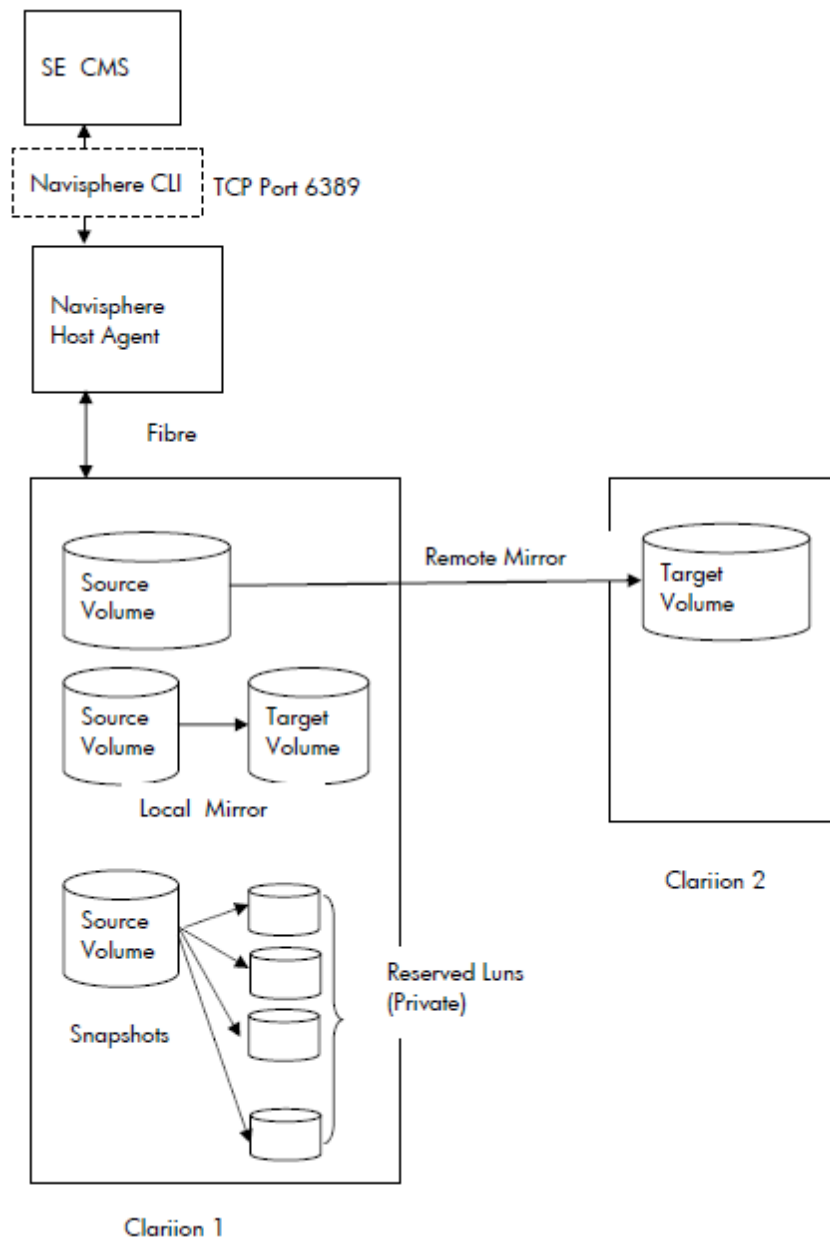 SE CMS
Navisphere CLI
TCP Port 6389
Navisphere
Host Agent
Fibre
Source
Volume
Remote Mirror
Target
Volume
Source
Volume
Target
Volume
Local Mirror
Source
Volume
Snapshots
Reserved Luns
(Private)
Clariion 2
Clariion 1